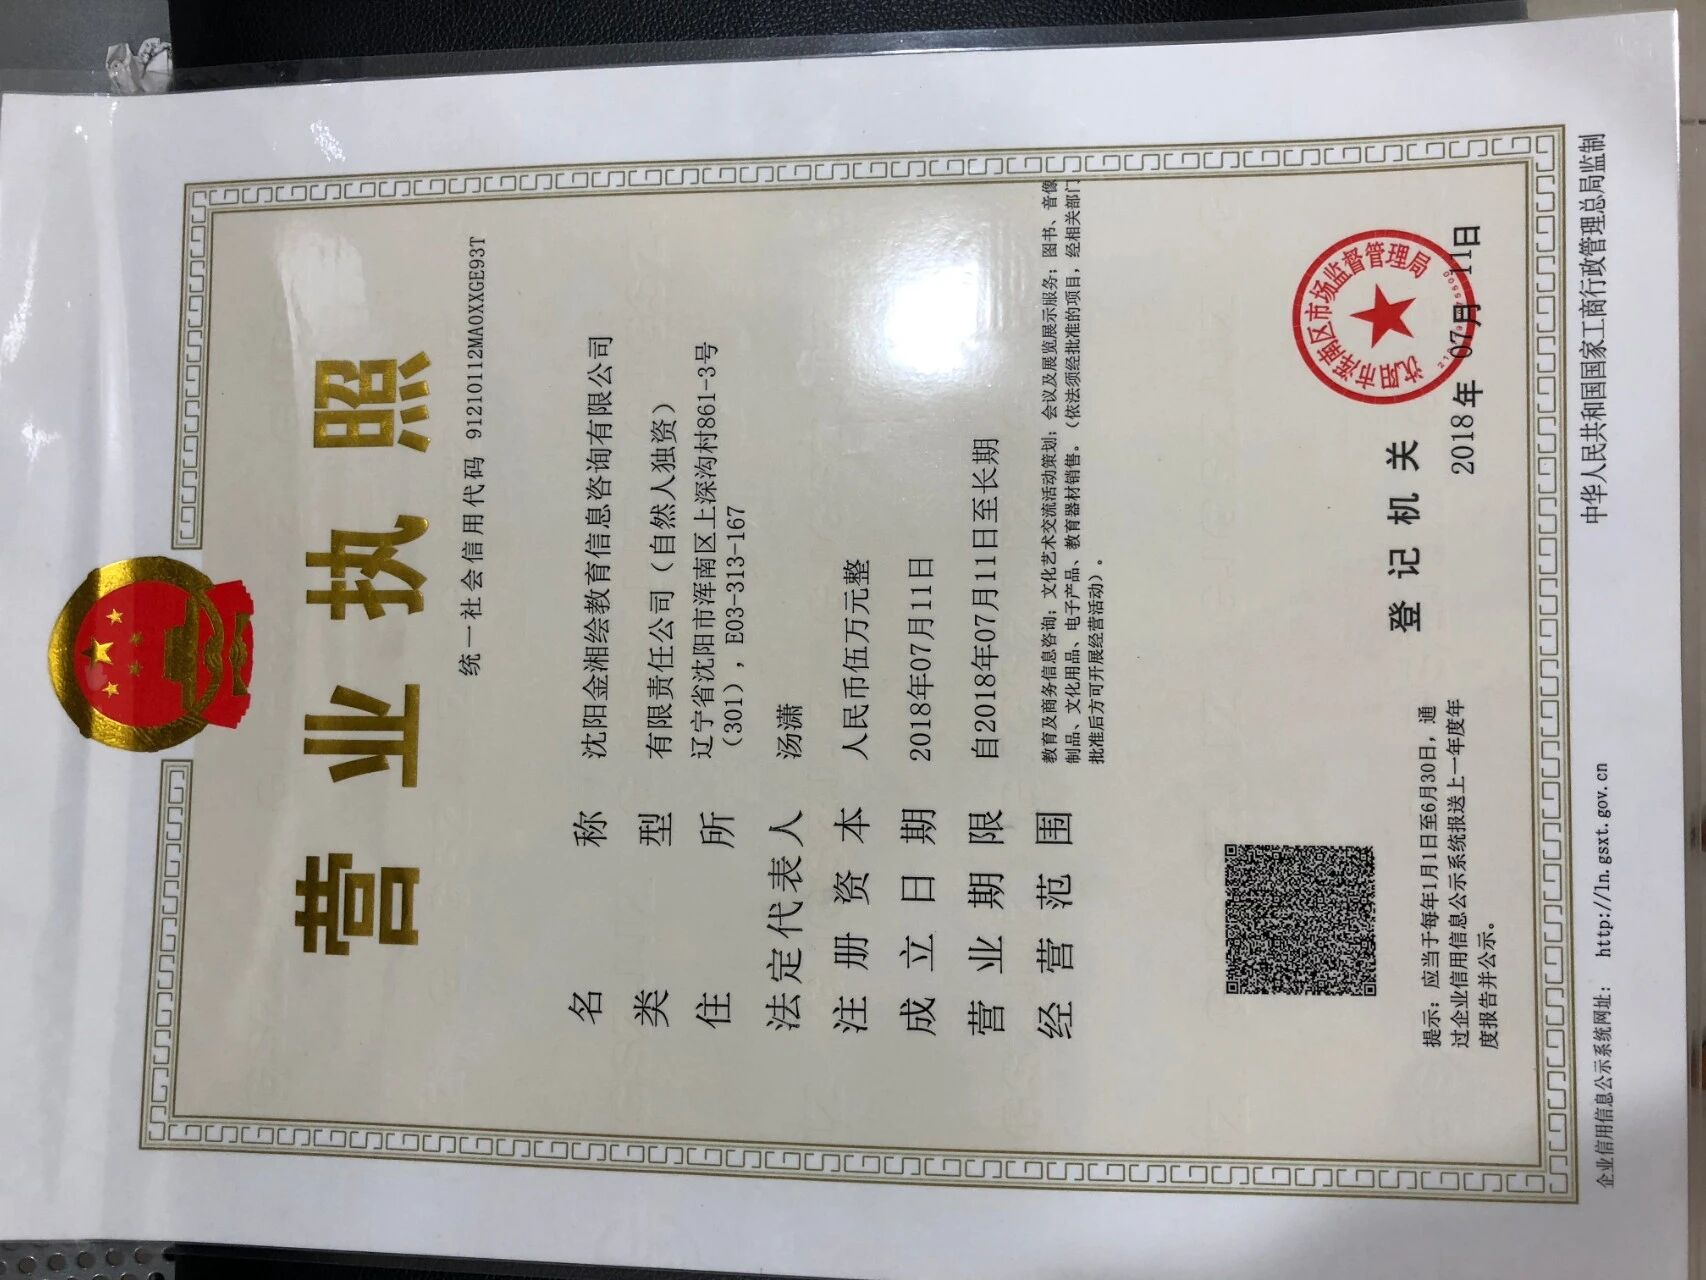 营业执照
统一社会信用代码 91210112MA0XXGE93T
名称 沈阳金湘绘教育信息咨询有限公司
类型 有限责任公司（自然人独资）
住所 辽宁省沈阳市浑南区上深沟村861-3号
（301），E03-313-167
法定代表人 汤潇
注册资本 人民币伍万元整
成立日期 2018年07月11日
营业期限 自2018年07月11日至长期
经营范围 教育及商务信息咨询；文化艺术交流活动策划；会议及展览展示服务；图书、音像
制品、文化用品、电子产品、教育器材销售。（依法须经批准的项目，经相关部门
批准后方可开展经营活动）。
登记机关
沈阳市浑南区市场监督管理局
2018年07月11日
提示：应当于每年1月1日至6月30日，通
过企业信用信息公示系统报送上一年度年
度报告并公示。
企业信用信息公示系统网址： http://ln.gsxt.gov.cn
中华人民共和国国家工商行政管理总局监制